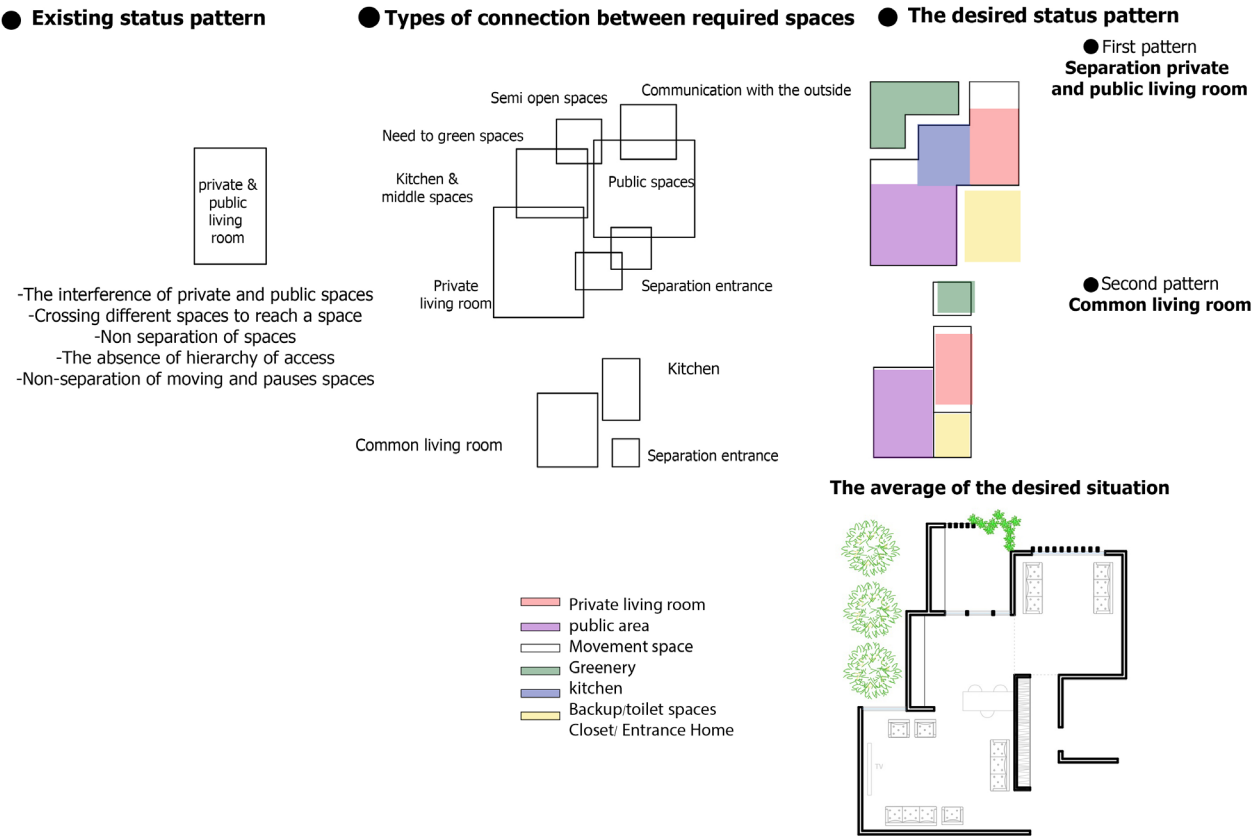 Existing status pattern
private &
public
living
room
-The interference of private and public spaces
-Crossing different spaces to reach a space
-Non separation of spaces
-The absence of hierarchy of access
-Non-separation of moving and pauses spaces
Types of connection between required spaces
Semi open spaces
Communication with the outside
Need to green spaces
Kitchen &
middle spaces
Public spaces
Private
living room
Separation entrance
Kitchen
Common living room
Separation entrance
Private living room
public area
Movement space
Greenery
kitchen
Backup/toilet spaces
Closet/ Entrance Home
The desired status pattern
First pattern
Separation private
and public living room
Second pattern
Common living room
The average of the desired situation
TV